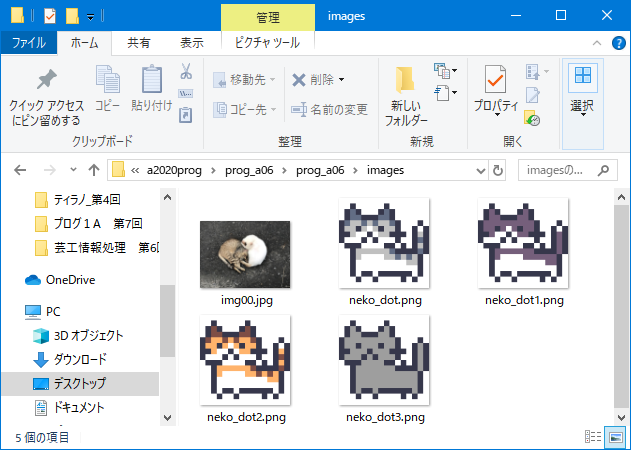 管理
images
ファイル
ホーム
共有
表示
ピクチャ ツール
クイック アクセス
にピン留めする
コピー
貼り付け
クリップボード
移動先
コピー先
削除
名前の変更
整理
新しい
フォルダー
新規
プロパティ
開く
選択
« a2020prog > prog_a06 > prog_a06 > images
imagesの...
ティラノ_第4回
プログ1A 第7回
芸工情報処理 第6回
OneDrive
PC
3D オブジェクト
ダウンロード
デスクトップ
ドキュメント
img00.jpg
neko_dot.png
neko_dot1.png
neko_dot2.png
neko_dot3.png
5 個の項目